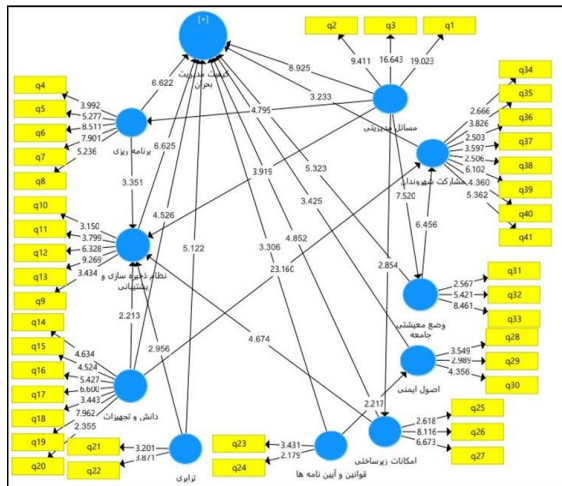 [+]
کیفیت مدیریت
بحران
q2
q3
q1
9.411
16.643
19.023
مسائل مدیریتی
q4
q5
q6
q7
q8
3.992
5.277
8.511
7.901
5.236
برنامه ریزی
6.622
8.925
3.233
4.795
q34
q35
q36
q37
q38
q39
q40
q41
2.666
3.826
2.503
3.597
2.506
6.102
4.360
5.362
مشارکت شهروندان
6.625
3.351
4.526
5.122
3.919
5.323
3.425
7.520
6.456
q10
q11
q12
q13
q9
3.150
3.799
6.328
9.269
3.434
نظام ذخیره سازی و
پشتیبانی
3.306
4.852
23.160
2.854
2.213
2.956
4.674
q31
q32
q33
2.567
5.421
8.461
وضع معیشتی
جامعه
q14
q15
q16
q17
q18
q19
q20
4.634
4.524
5.427
6.600
3.443
7.962
2.355
دانش و تجهیزات
q28
q29
q30
3.549
2.989
4.356
اصول ایمنی
2.217
q21
q22
3.201
3.871
ترابری
q23
q24
3.431
2.179
قوانین و آیین نامه ها
q25
q26
q27
2.618
8.116
6.673
امکانات زیرساختی